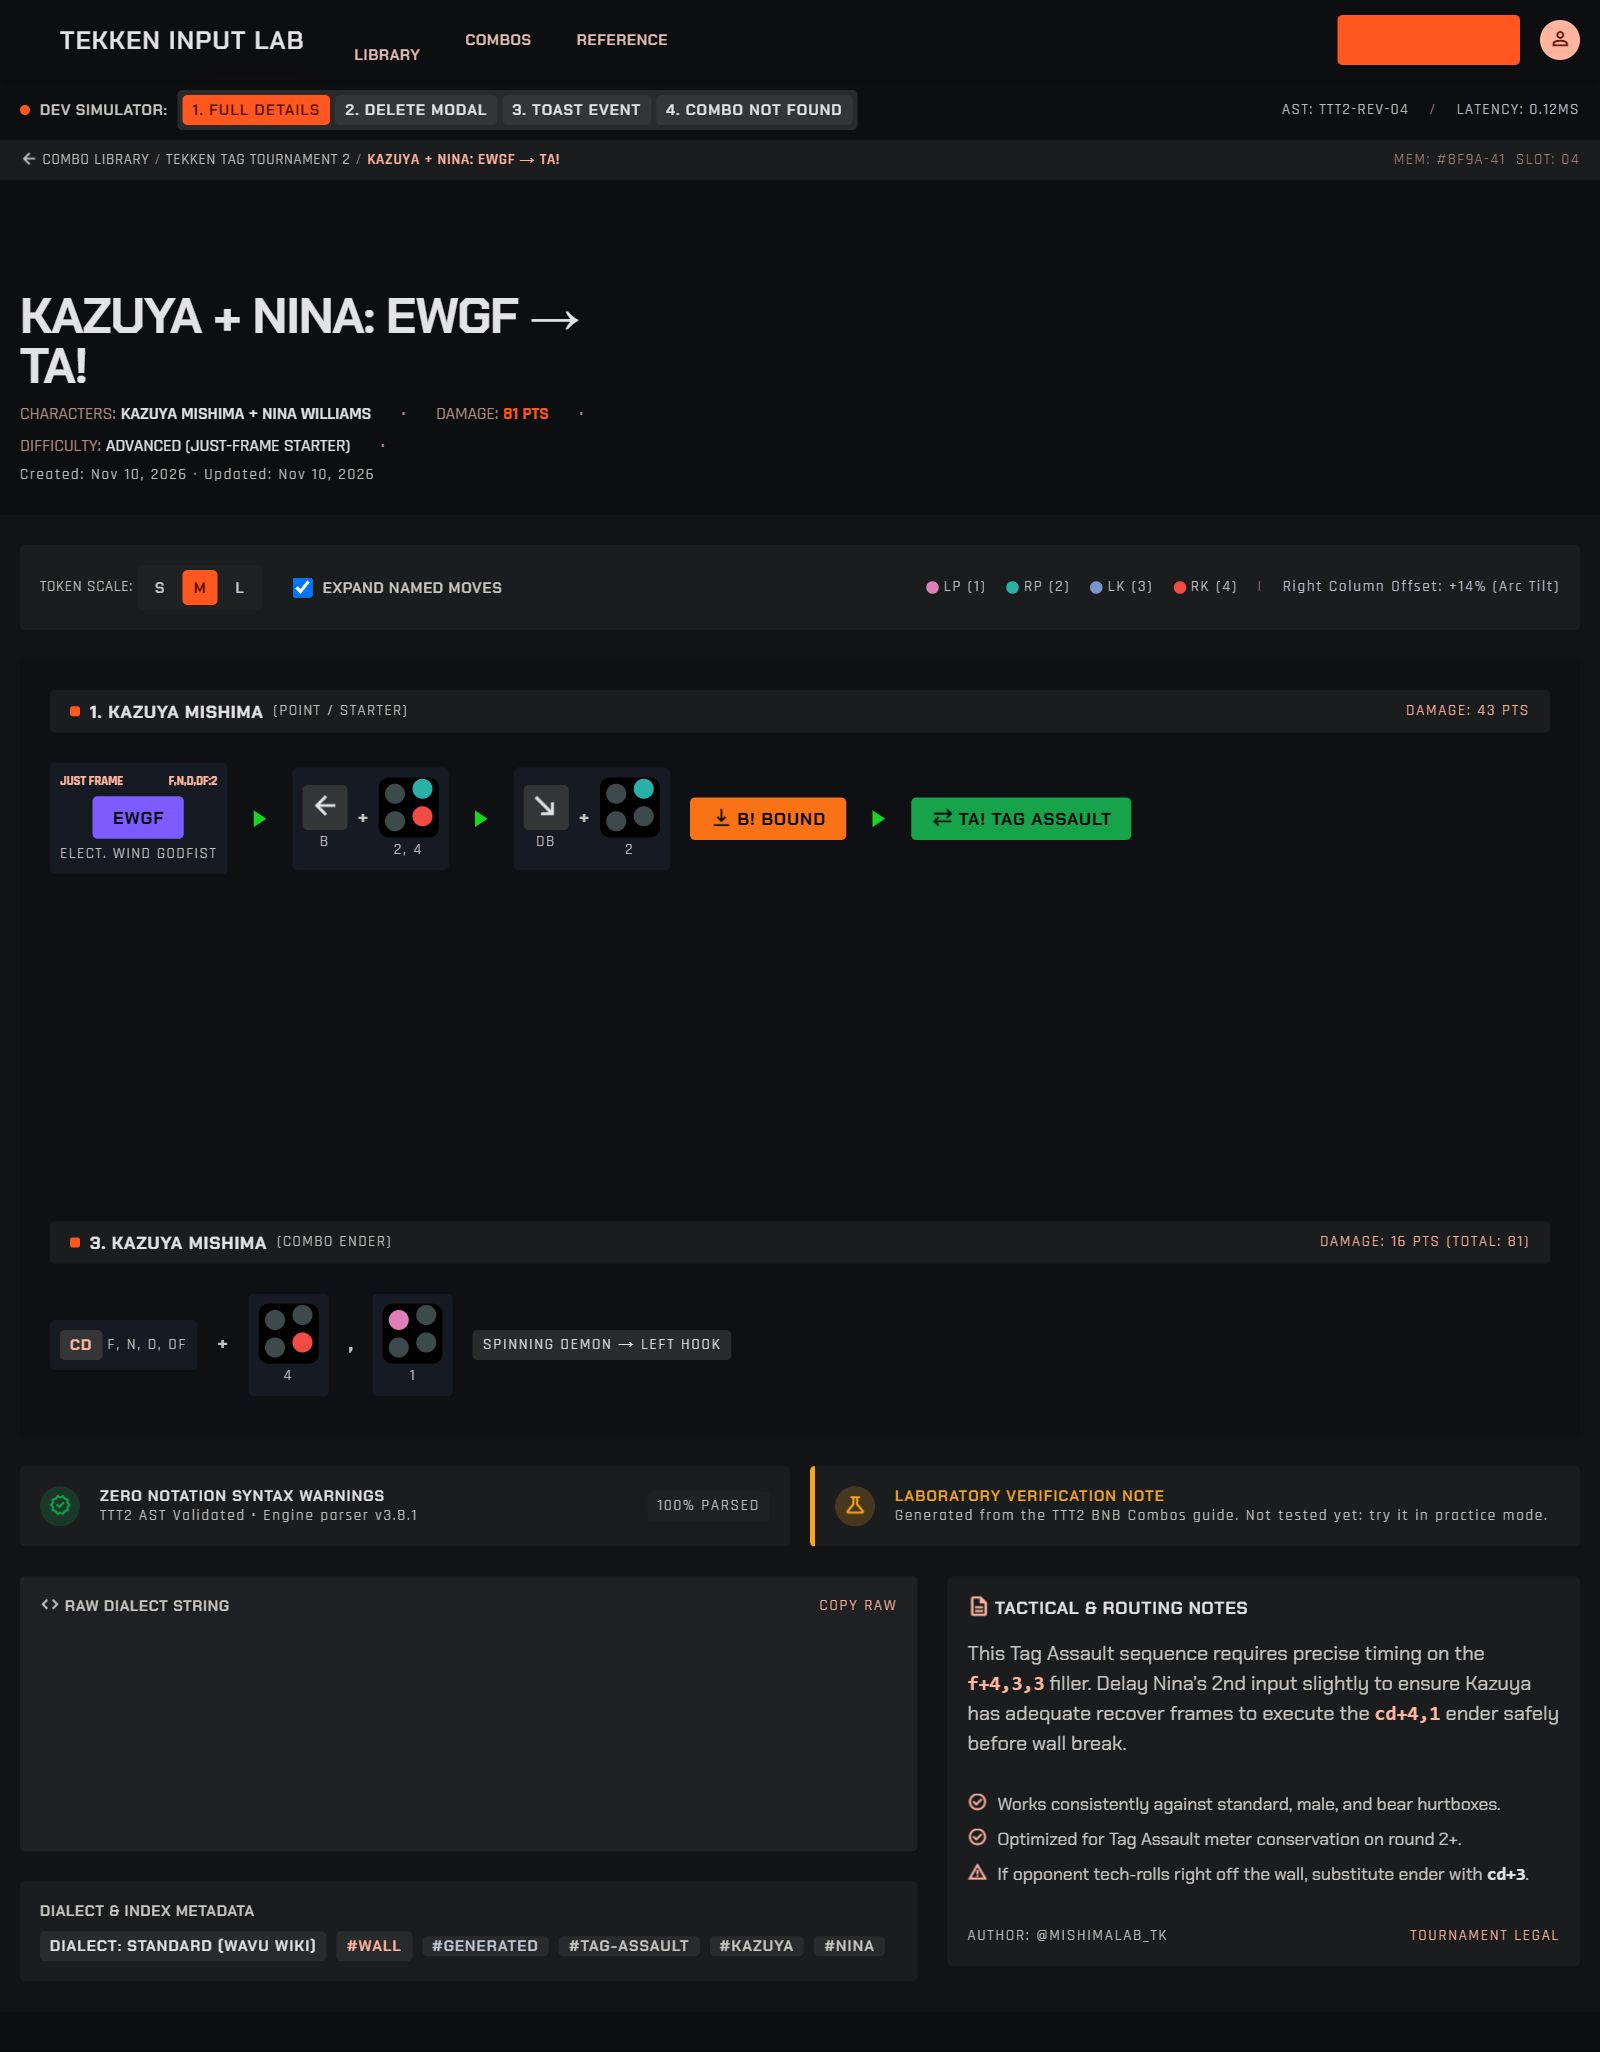 TEKKEN INPUT LAB
LIBRARY
COMBOS
REFERENCE
DEV SIMULATOR:
1. FULL DETAILS
2. DELETE MODAL
3. TOAST EVENT
4. COMBO NOT FOUND
AST: TTT2-REV-04 / LATENCY: 0.12MS
COMBO LIBRARY / TEKKEN TAG TOURNAMENT 2 / KAZUYA + NINA: EWGF → TA!
MEM: #8F9A-41 SLOT: 04
KAZUYA + NINA: EWGF →
TA!
CHARACTERS: KAZUYA MISHIMA + NINA WILLIAMS · DAMAGE: 81 PTS ·
DIFFICULTY: ADVANCED (JUST-FRAME STARTER) ·
Created: Nov 10, 2026 · Updated: Nov 10, 2026
TOKEN SCALE: S M L
EXPAND NAMED MOVES
LP (1) RP (2) LK (3) RK (4) | Right Column Offset: +14% (Arc Tilt)
1. KAZUYA MISHIMA (POINT / STARTER)
DAMAGE: 43 PTS
JUST FRAME F,N,D,DF:2
EWGF
ELECT. WIND GODFIST
+
B
2, 4
+
DB
2
B! BOUND
TA! TAG ASSAULT
3. KAZUYA MISHIMA (COMBO ENDER)
DAMAGE: 16 PTS (TOTAL: 81)
CD F, N, D, DF
+
4
,
1
SPINNING DEMON → LEFT HOOK
ZERO NOTATION SYNTAX WARNINGS
TTT2 AST Validated • Engine parser v3.8.1
100% PARSED
LABORATORY VERIFICATION NOTE
Generated from the TTT2 BNB Combos guide. Not tested yet: try it in practice mode.
RAW DIALECT STRING
COPY RAW
DIALECT & INDEX METADATA
DIALECT: STANDARD (WAVU WIKI) #WALL #GENERATED #TAG-ASSAULT #KAZUYA #NINA
TACTICAL & ROUTING NOTES
This Tag Assault sequence requires precise timing on the
f+4,3,3 filler. Delay Nina's 2nd input slightly to ensure Kazuya
has adequate recover frames to execute the cd+4,1 ender safely
before wall break.
Works consistently against standard, male, and bear hurtboxes.
Optimized for Tag Assault meter conservation on round 2+.
If opponent tech-rolls right off the wall, substitute ender with cd+3.
AUTHOR: @MISHIMALAB_TK
TOURNAMENT LEGAL